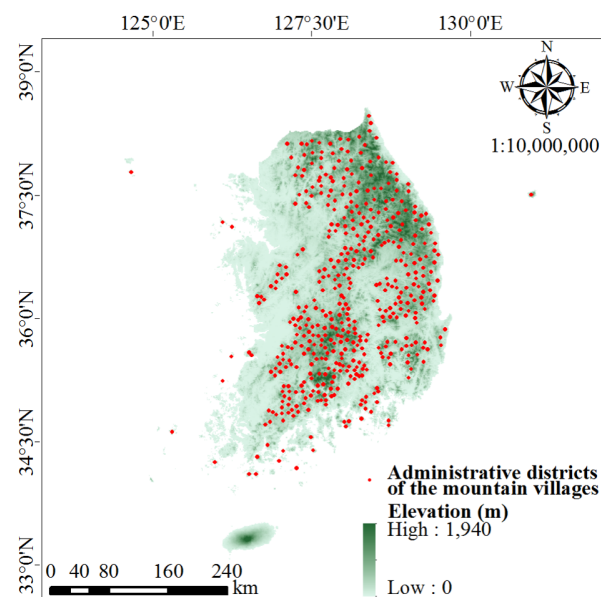 125°0'E 127°30'E 130°0'E
39°0'N
37°30'N
36°0'N
34°30'N
33°0'N
N
W E
S
1:10,000,000
Administrative districts
of the mountain villages
Elevation (m)
High : 1,940
Low : 0
0 40 80 160 240
km